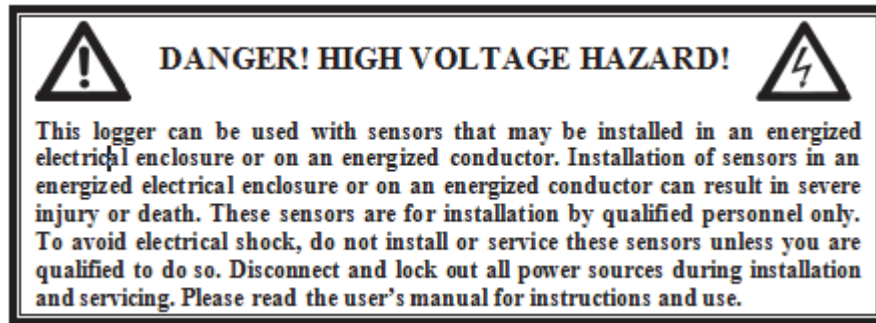 DANGER! HIGH VOLTAGE HAZARD!
This logger can be used with sensors that may be installed in an energized
electrical enclosure or on an energized conductor. Installation of sensors in an
energized electrical enclosure or on an energized conductor can result in severe
injury or death. These sensors are for installation by qualified personnel only.
To avoid electrical shock, do not install or service these sensors unless you are
qualified to do so. Disconnect and lock out all power sources during installation
and servicing. Please read the user’s manual for instructions and use.